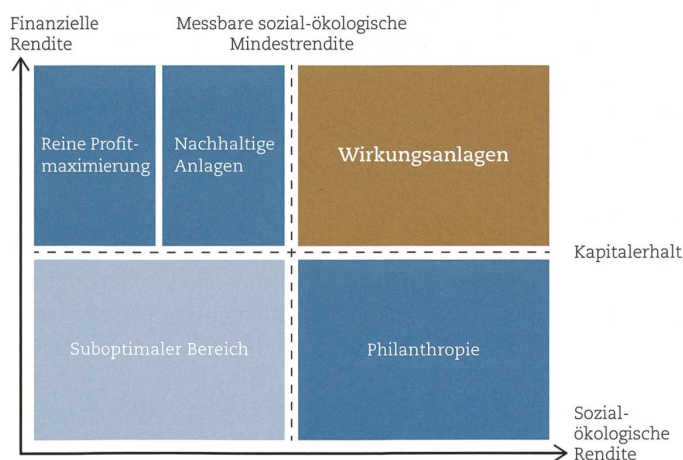 Finanzielle
Rendite
Messbare sozial-ökologische
Mindestrendite
Reine Profit-
maximierung
Nachhaltige
Anlagen
Wirkungsanlagen
Kapitalerhalt
Suboptimaler Bereich
Philanthropie
Sozial-
ökologische
Rendite